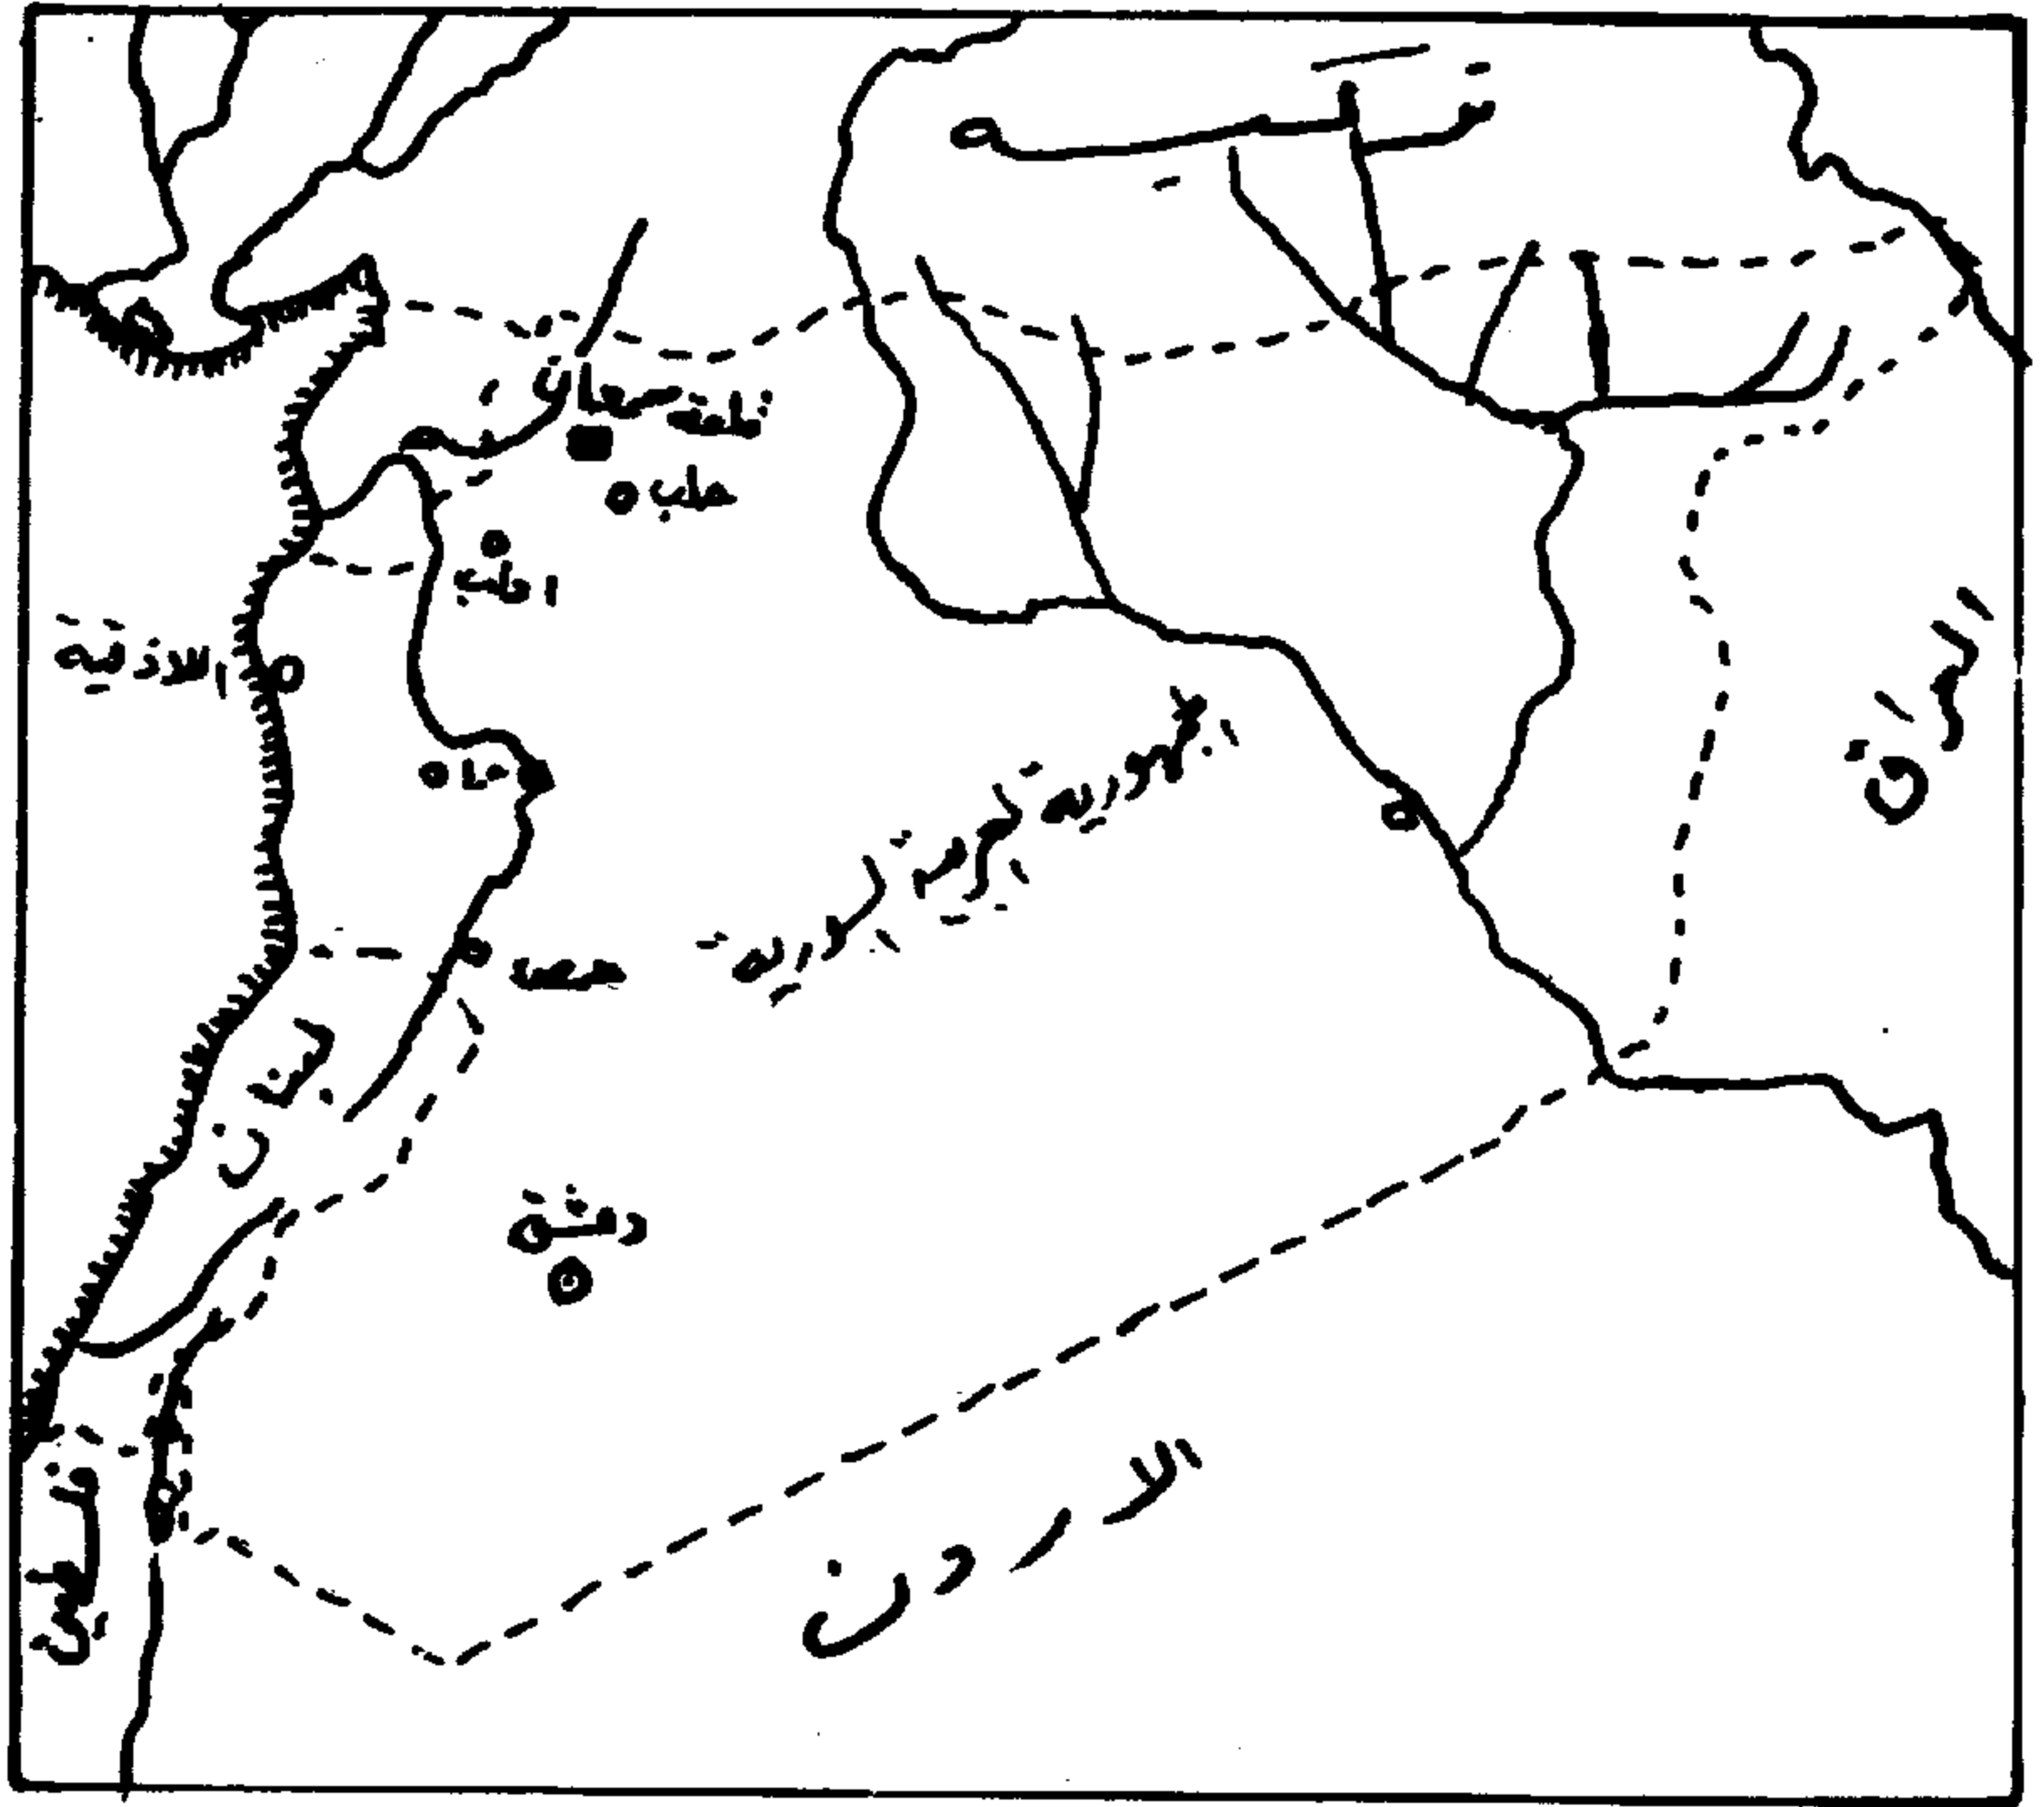 تركيا
قلعة سمعان
حلب
ادلب
اللاذقية
حماه
الجمهورية العربية السورية
العراق
حمص
لبنان
دمشق
فلسطين
الاردن